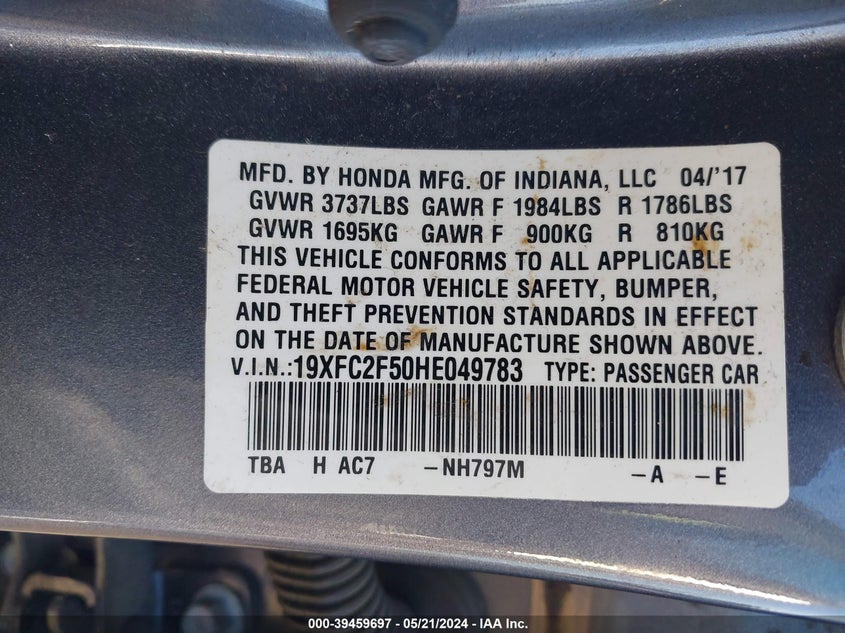 MFD. BY HONDA MFG. OF INDIANA, LLC 04/'17
GVWR 3737LBS GAWR F 1984LBS R 1786LBS
GVWR 1695KG GAWR F 900KG R 810KG
THIS VEHICLE CONFORMS TO ALL APPLICABLE
FEDERAL MOTOR VEHICLE SAFETY, BUMPER,
AND THEFT PREVENTION STANDARDS IN EFFECT
ON THE DATE OF MANUFACTURE SHOWN ABOVE.
V.I.N.:19XFC2F50HE049783 TYPE: PASSENGER CAR
TBA H AC7 –NH797M –A –E
000-39459697 - 05/21/2024 - IAA Inc.